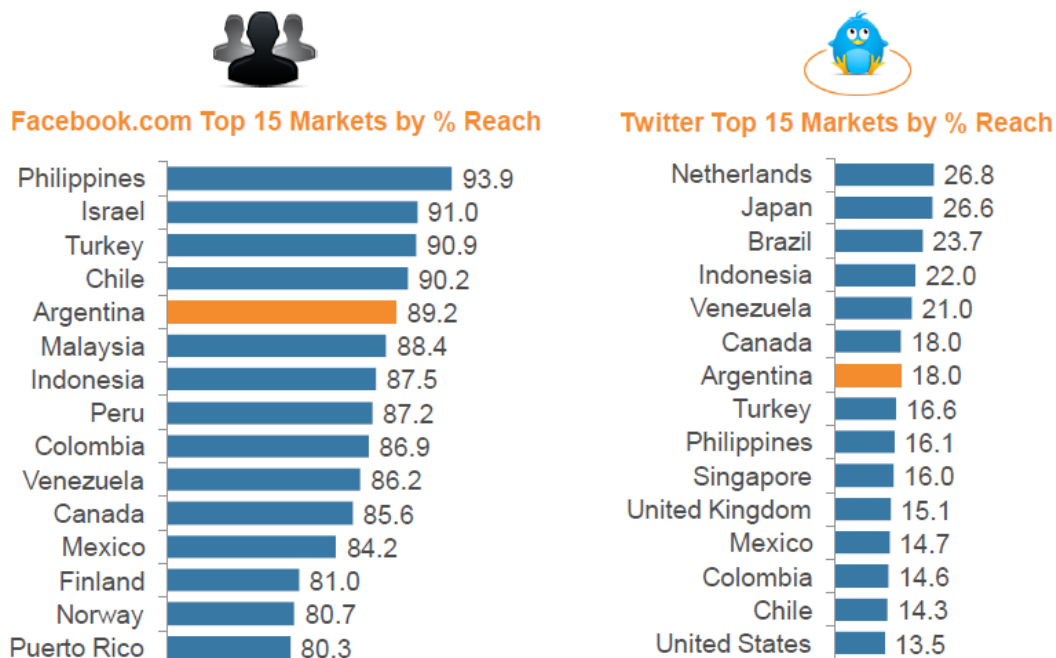 Facebook.com Top 15 Markets by % Reach
Philippines 93.9
Israel 91.0
Turkey 90.9
Chile 90.2
Argentina 89.2
Malaysia 88.4
Indonesia 87.5
Peru 87.2
Colombia 86.9
Venezuela 86.2
Canada 85.6
Mexico 84.2
Finland 81.0
Norway 80.7
Puerto Rico 80.3
Twitter Top 15 Markets by % Reach
Netherlands 26.8
Japan 26.6
Brazil 23.7
Indonesia 22.0
Venezuela 21.0
Canada 18.0
Argentina 18.0
Turkey 16.6
Philippines 16.1
Singapore 16.0
United Kingdom 15.1
Mexico 14.7
Colombia 14.6
Chile 14.3
United States 13.5